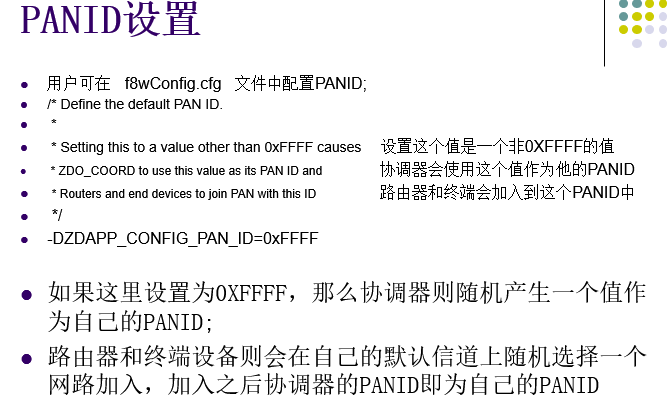 PANID设置
用户可在 f8wConfig.cfg 文件中配置PANID;
/* Define the default PAN ID.
*
* Setting this to a value other than 0xFFFF causes 设置这个值是一个非0XFFFF的值
* ZDO_COORD to use this value as its PAN ID and 协调器会使用这个值作为他的PANID
* Routers and end devices to join PAN with this ID 路由器和终端会加入到这个PANID中
*/
-DZDAPP_CONFIG_PAN_ID=0xFFFF
如果这里设置为0XFFFF，那么协调器则随机产生一个值作
为自己的PANID;
路由器和终端设备则会在自己的默认信道上随机选择一个
网路加入，加入之后协调器的PANID即为自己的PANID